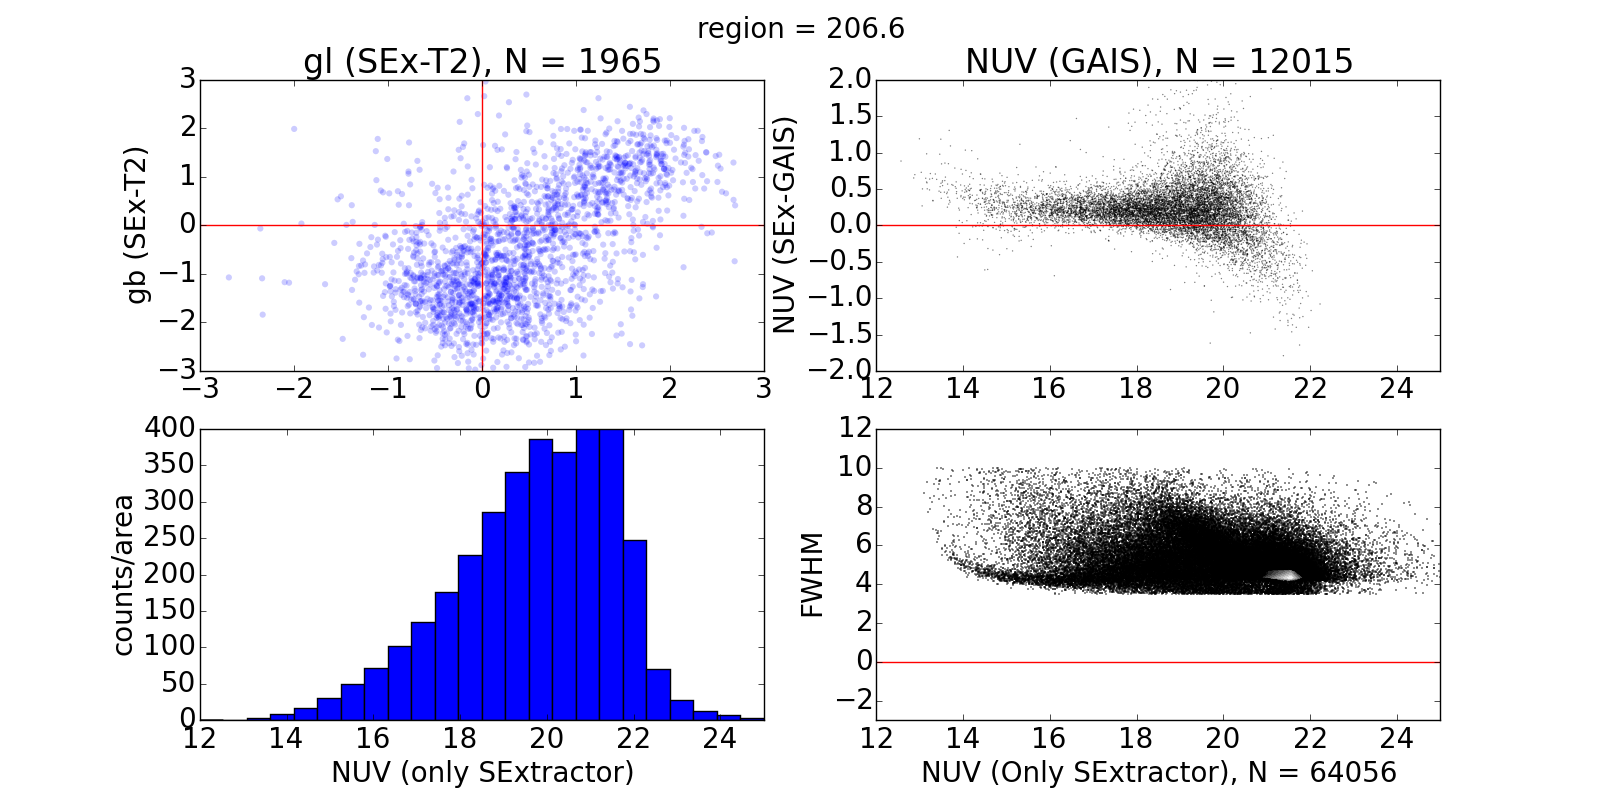 region = 206.6
gl (SEx-T2), N = 1965
NUV (GAIS), N = 12015
gb (SEx-T2)
3
2
1
0
−1
−2
−3
−3 −2 −1 0 1 2 3
NUV (SEx-GAIS)
2.0
1.5
1.0
0.5
0.0
−0.5
−1.0
−1.5
−2.0
12 14 16 18 20 22 24
counts/area
400
350
300
250
200
150
100
50
0
12 14 16 18 20 22 24
NUV (only SExtractor)
FWHM
12
10
8
6
4
2
0
−2
12 14 16 18 20 22 24
NUV (Only SExtractor), N = 64056